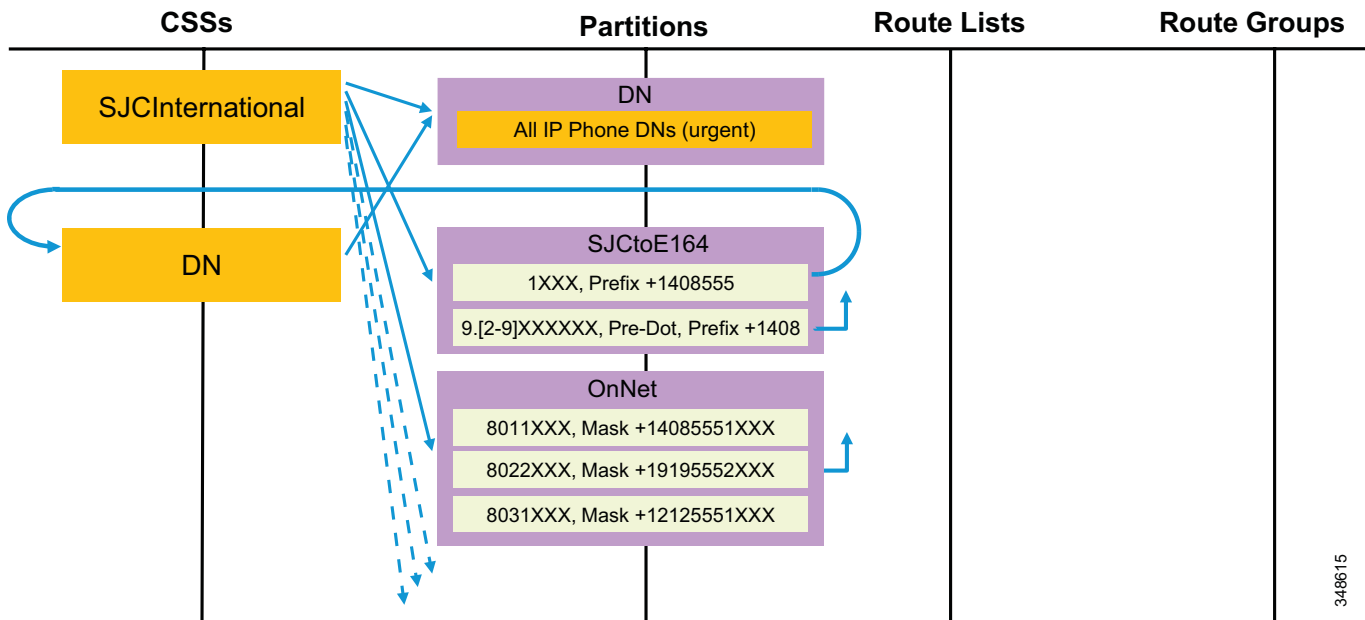 CSSs
Partitions
Route Lists
Route Groups
SJCInternational
DN
All IP Phone DNs (urgent)
DN
SJCtoE164
1XXX, Prefix +1408555
9.[2-9]XXXXXX, Pre-Dot, Prefix +1408
OnNet
8011XXX, Mask +14085551XXX
8022XXX, Mask +19195552XXX
8031XXX, Mask +12125551XXX
348615